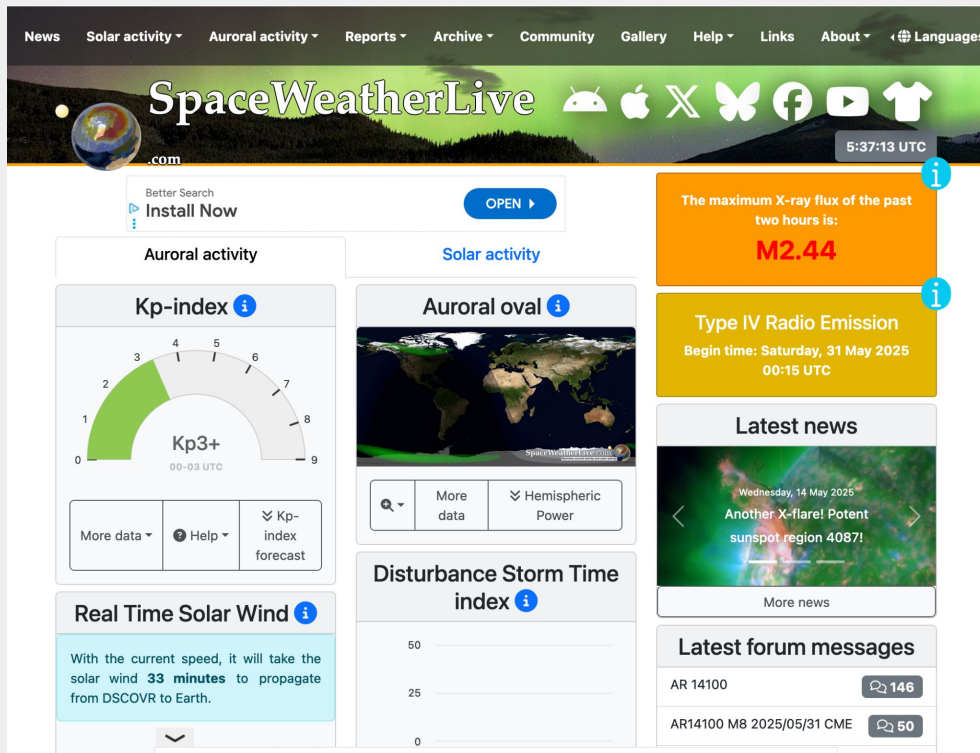 News Solar activity Auroral activity Reports Archive Community Gallery Help Links About Languages
SpaceWeatherLive
.com
5:37:13 UTC
Better Search
Install Now
OPEN
The maximum X-ray flux of the past
two hours is:
M2.44
Type IV Radio Emission
Begin time: Saturday, 31 May 2025
00:15 UTC
Auroral activity
Solar activity
Kp-index
0
1
2
3
4
5
6
7
8
9
Kp3+
00-03 UTC
More data
Help
Kp-
index
forecast
Auroral oval
SpaceWeatherLive.com
More
data
Hemispheric
Power
Real Time Solar Wind
With the current speed, it will take the
solar wind 33 minutes to propagate
from DSCOVR to Earth.
Disturbance Storm Time
index
50
25
0
Latest news
Wednesday, 14 May 2025
Another X-flare! Potent
sunspot region 4087!
More news
Latest forum messages
AR 14100 146
AR14100 M8 2025/05/31 CME 50